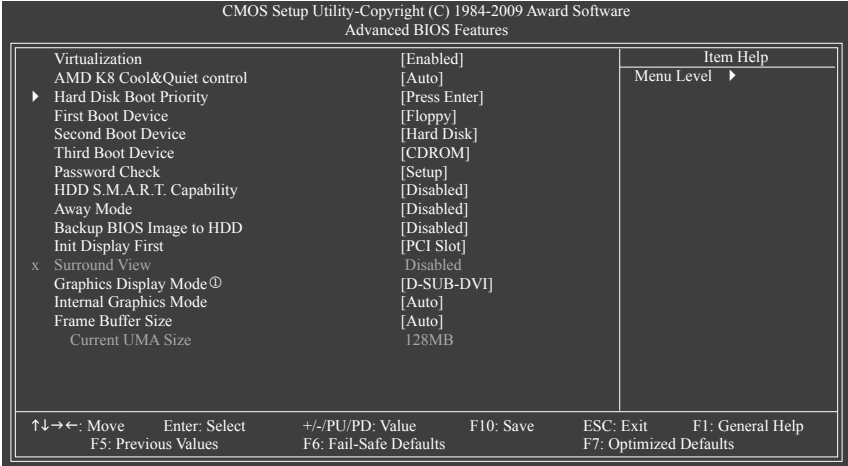 CMOS Setup Utility-Copyright (C) 1984-2009 Award Software
Advanced BIOS Features
Virtualization [Enabled] Item Help
AMD K8 Cool&Quiet control [Auto] Menu Level ▶
▶ Hard Disk Boot Priority [Press Enter]
First Boot Device [Floppy]
Second Boot Device [Hard Disk]
Third Boot Device [CDROM]
Password Check [Setup]
HDD S.M.A.R.T. Capability [Disabled]
Away Mode [Disabled]
Backup BIOS Image to HDD [Disabled]
Init Display First [PCI Slot]
x Surround View Disabled
Graphics Display Mode① [D-SUB-DVI]
Internal Graphics Mode [Auto]
Frame Buffer Size [Auto]
Current UMA Size 128MB
↑↓→←: Move Enter: Select +/-/PU/PD: Value F10: Save ESC: Exit F1: General Help
F5: Previous Values F6: Fail-Safe Defaults F7: Optimized Defaults